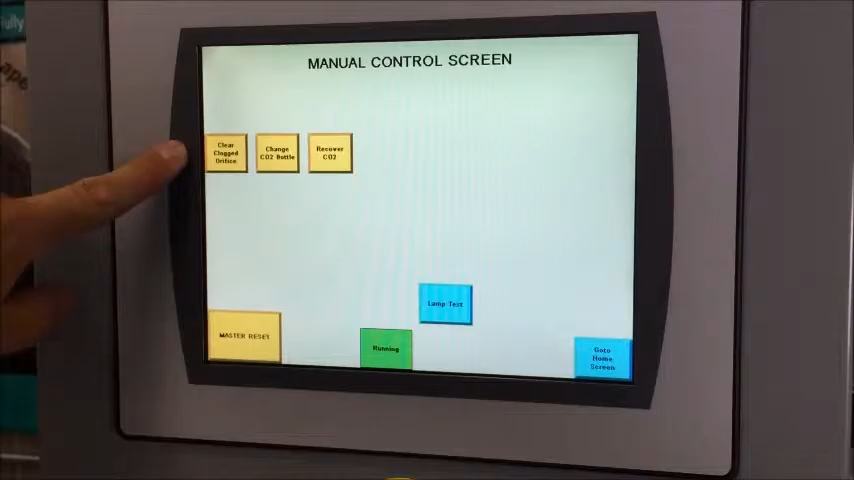 MANUAL CONTROL SCREEN
Clear
Clogged
Orifice
Change
CO2 Bottle
Recover
CO2
Lamp Test
MASTER RESET
Running
Goto
Home
Screen